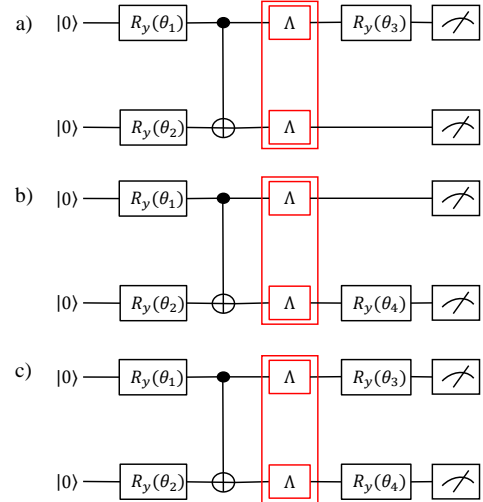 a) |0⟩ R_y(θ_1) Λ R_y(θ_3)
|0⟩ R_y(θ_2) Λ
b) |0⟩ R_y(θ_1) Λ
|0⟩ R_y(θ_2) Λ R_y(θ_4)
c) |0⟩ R_y(θ_1) Λ R_y(θ_3)
|0⟩ R_y(θ_2) Λ R_y(θ_4)